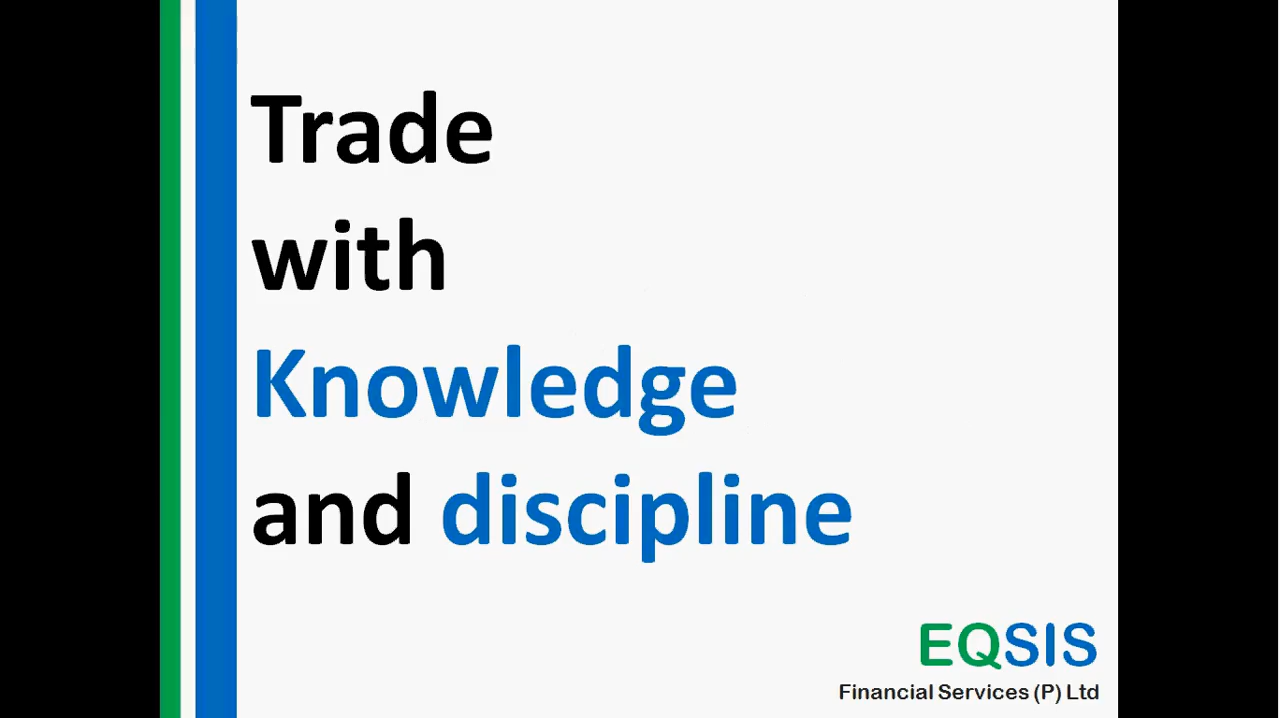 Trade
with
Knowledge
and discipline
EQSIS
Financial Services (P) Ltd